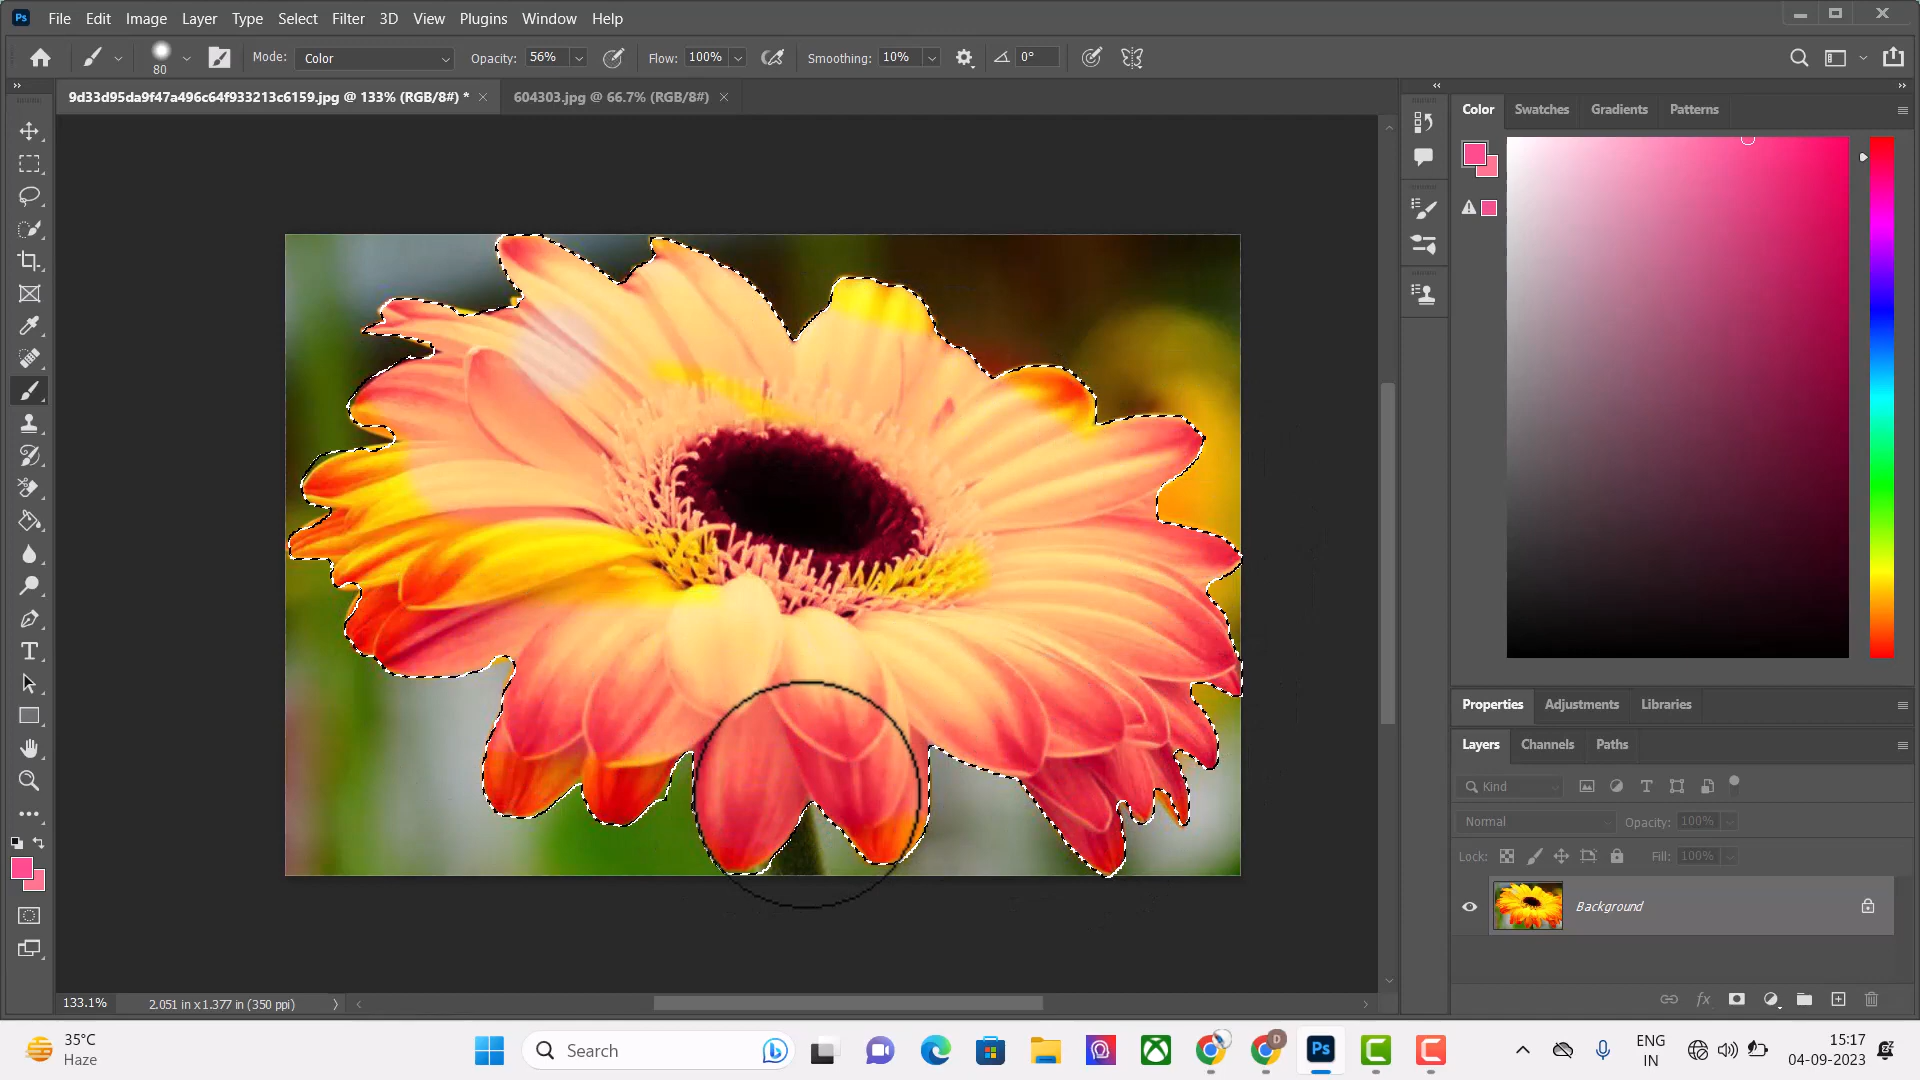 Ps File Edit Image Layer Type Select Filter 3D View Plugins Window Help
80 Mode: Color Opacity: 56% Flow: 100% Smoothing: 10% 0°
9d33d95da9f47a496c64f933213c6159.jpg @ 133% (RGB/8#) * 604303.jpg @ 66.7% (RGB/8#)
Color Swatches Gradients Patterns
Properties Adjustments Libraries
Layers Channels Paths
Kind
Normal Opacity: 100%
Lock: Fill: 100%
Background
fx
133.1% 2.051 in x 1.377 in (350 ppi)
35°C
Haze
Search
D
Ps
ENG
IN
15:17
04-09-2023